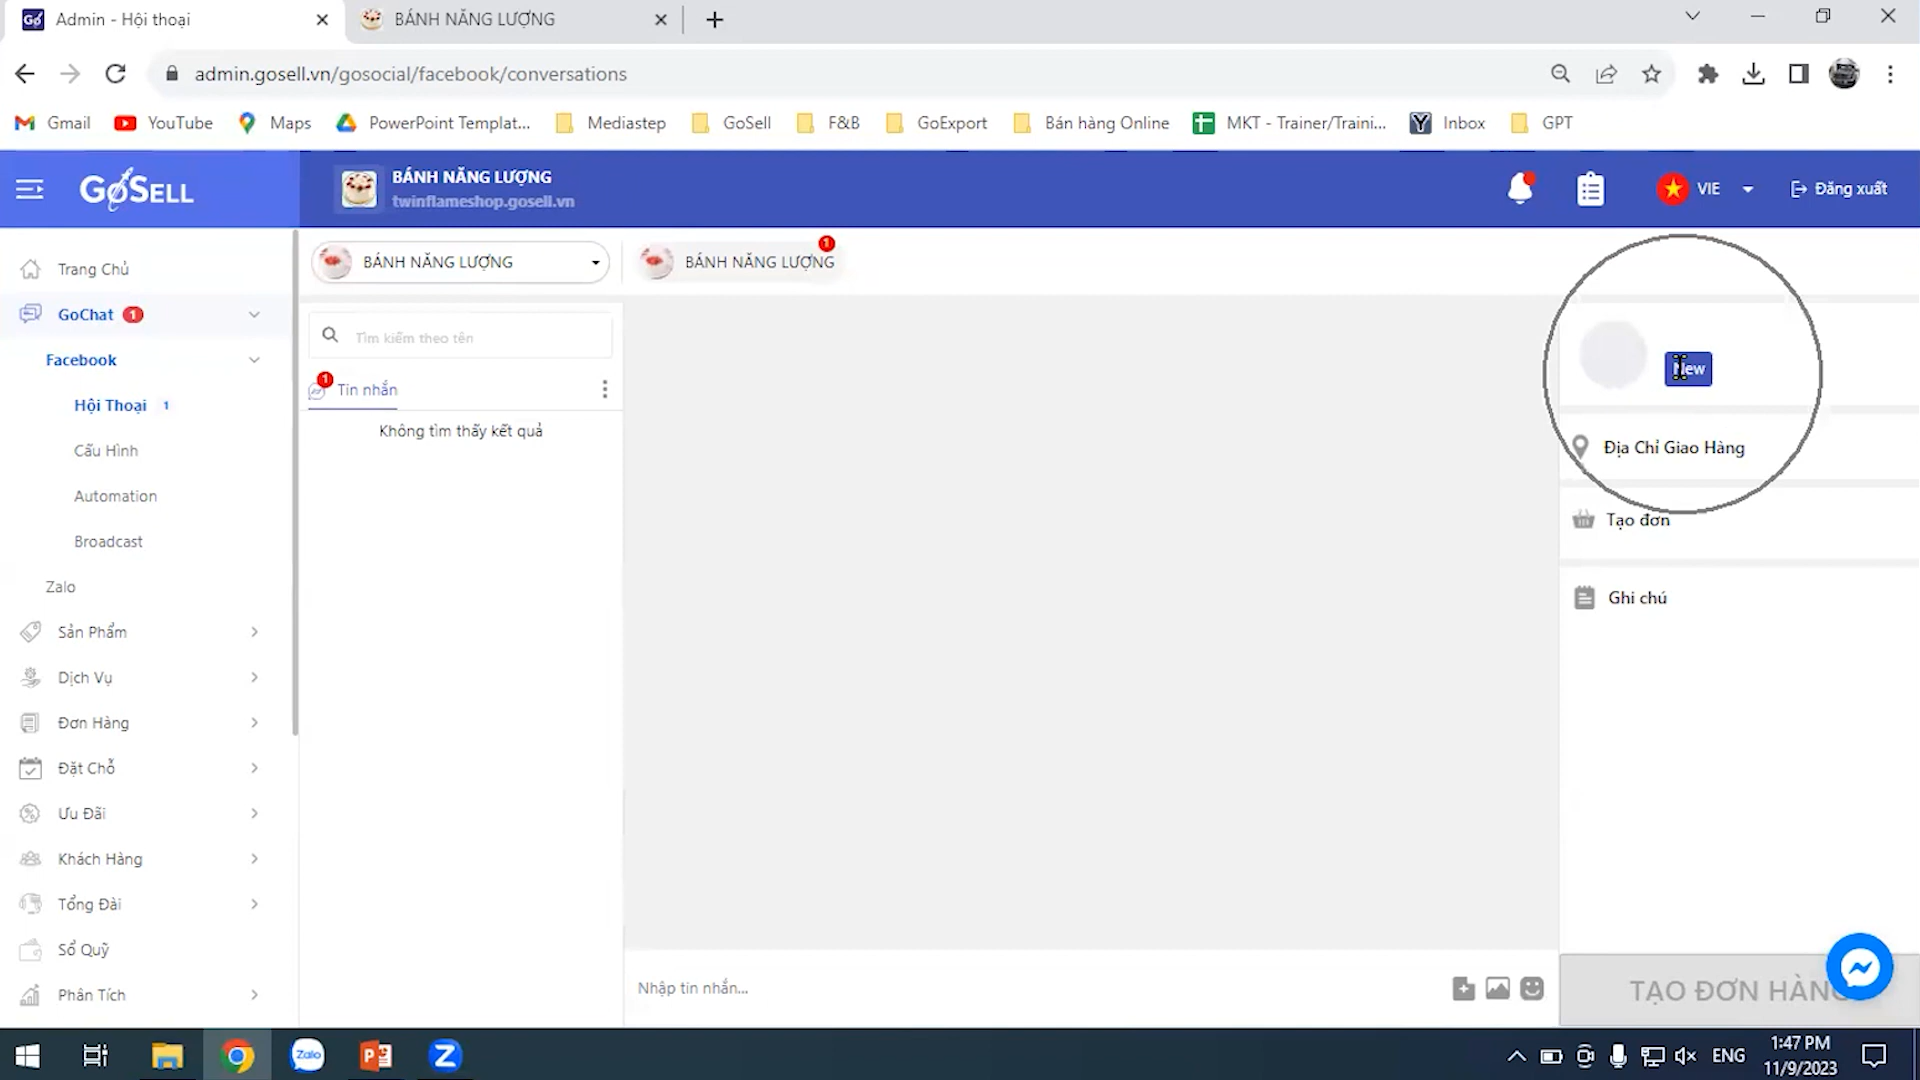 Admin - Hội thoại
BÁNH NĂNG LƯỢNG
admin.gosell.vn/gosocial/facebook/conversations
Gmail
YouTube
Maps
PowerPoint Templat...
Mediastep
GoSell
F&B
GoExport
Bán hàng Online
MKT - Trainer/Traini...
Inbox
GPT
GOSELL
BÁNH NĂNG LƯỢNG
twinflameshop.gosell.vn
VIE
Đăng xuất
Trang Chủ
GoChat 1
Facebook
Hội Thoại 1
Cấu Hình
Automation
Broadcast
Zalo
Sản Phẩm
Dịch Vụ
Đơn Hàng
Đặt Chỗ
Ưu Đãi
Khách Hàng
Tổng Đài
Sổ Quỹ
Phân Tích
BÁNH NĂNG LƯỢNG
BÁNH NĂNG LƯỢNG
1
Tìm kiếm theo tên
1
Tin nhắn
Không tìm thấy kết quả
Nhập tin nhắn...
New
Địa Chỉ Giao Hàng
Tạo đơn
Ghi chú
TẠO ĐƠN HÀNG
Zalo
ENG
1:47 PM
11/9/2023